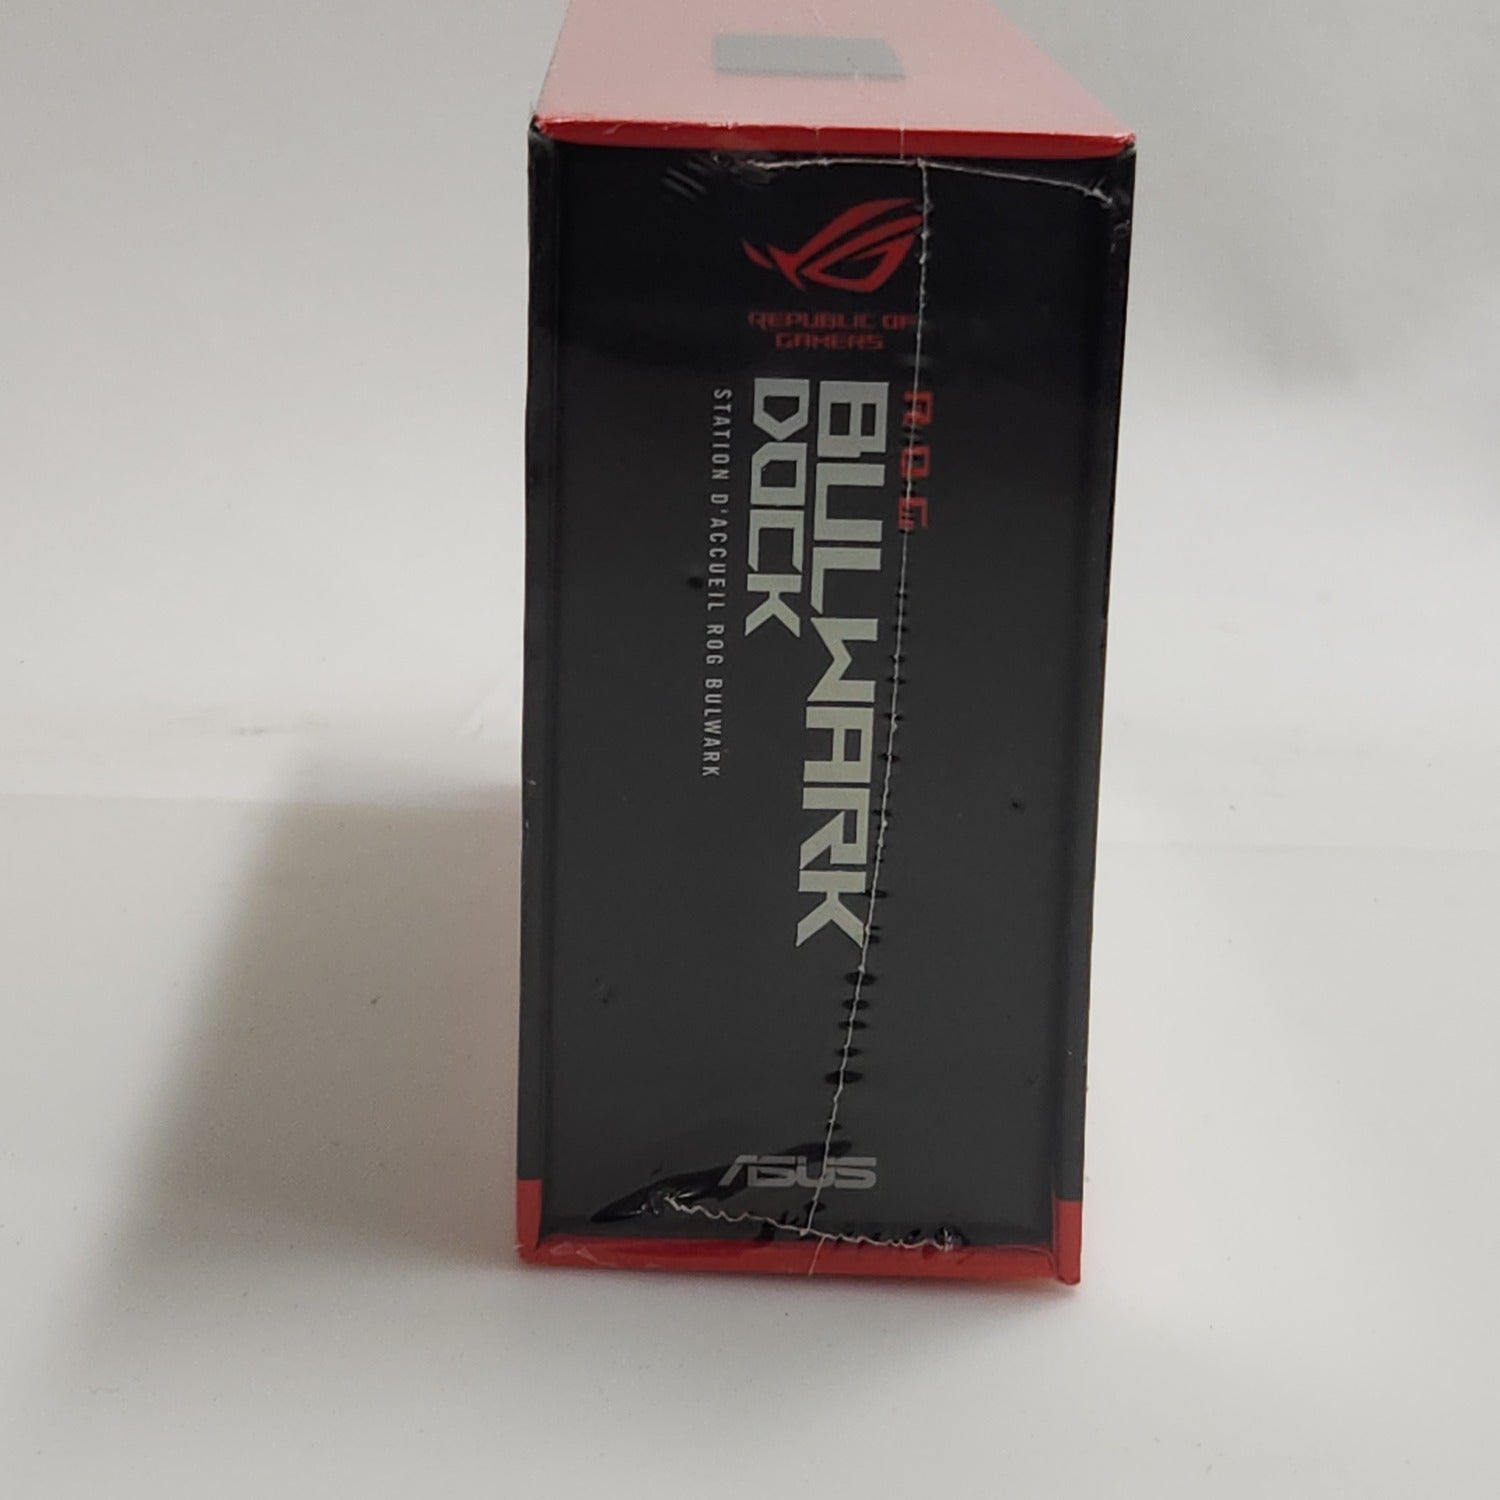 REPUBLIC OF
GAMERS
ROG
BULWARK
DOCK
STATION D'ACCUEIL ROG BULWARK
ASUS